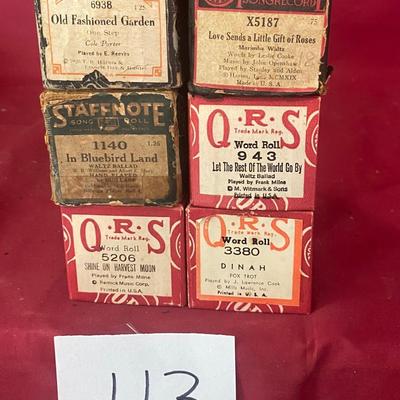 6938 1 25
Old Fashioned Garden
One Step
Cole Porter
Played by E. Reeves
SONGRECORD
X5187 .75
Love Sends a Little Gift of Roses
Marimba Waltz
Words by Leslie Cooke
Music by John Openshaw
Played by Stanley and Alden
© Harms, Inc. MCMXIX
Made in U. S. A.
STAFFNOTE
SONG ROLL
1140 1.25
In Bluebird Land
WALTZ BALLAD
HAND PLAYED
Q·R·S
Trade Mark Reg.
Word Roll
943
Let The Rest Of The World Go By
Waltz Ballad
Played by Frank Milne
© M. Witmark & Sons
Printed in U.S.A.
Q·R·S
Trade Mark Reg.
Word Roll
5206
SHINE ON HARVEST MOON
Played by Frank Milne
© Remick Music Corp.
Printed in U.S.A.
Q·R·S
Trade Mark Reg.
Word Roll
3380
DINAH
FOX TROT
Played by J. Lawrence Cook
© Mills Music, Inc.
Printed in U.S.A.
113